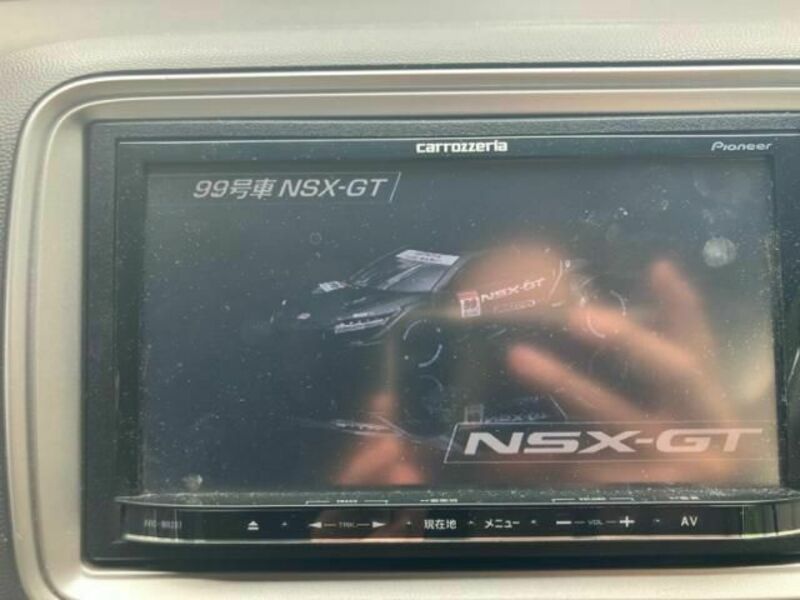 carrozzeria
Pioneer
99号車 NSX-GT
NSX-GT
NSX-GT
TRK
現在地
メニュー
VOL
AV